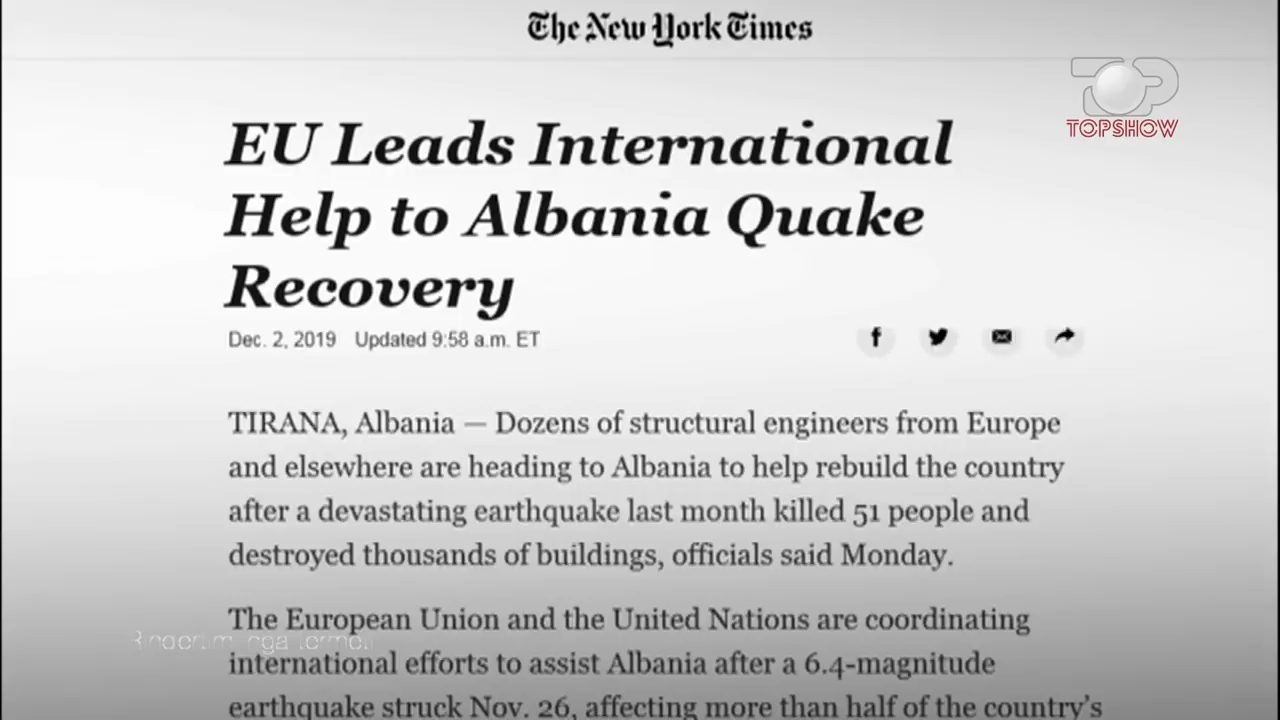 The New York Times
TOP
TOPSHOW
EU Leads International
Help to Albania Quake
Recovery
Dec. 2, 2019 Updated 9:58 a.m. ET
TIRANA, Albania — Dozens of structural engineers from Europe
and elsewhere are heading to Albania to help rebuild the country
after a devastating earthquake last month killed 51 people and
destroyed thousands of buildings, officials said Monday.
The European Union and the United Nations are coordinating
nga
international efforts to assist Albania after a 6.4-magnitude
earthquake struck Nov. 26, affecting more than half of the country's